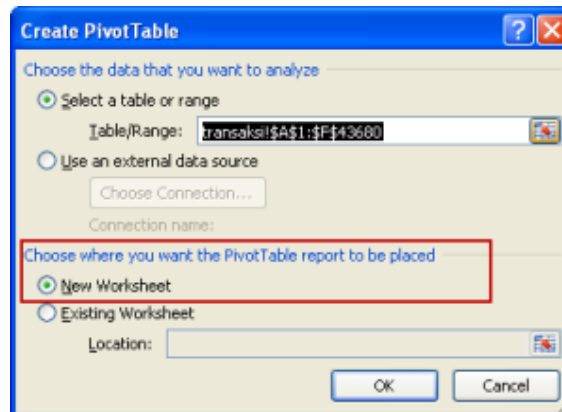 Create PivotTable
Choose the data that you want to analyze
Select a table or range
Table/Range: transaksi!$A$1:$F$43680
Use an external data source
Choose Connection...
Connection name:
Choose where you want the PivotTable report to be placed
New Worksheet
Existing Worksheet
Location:
OK Cancel